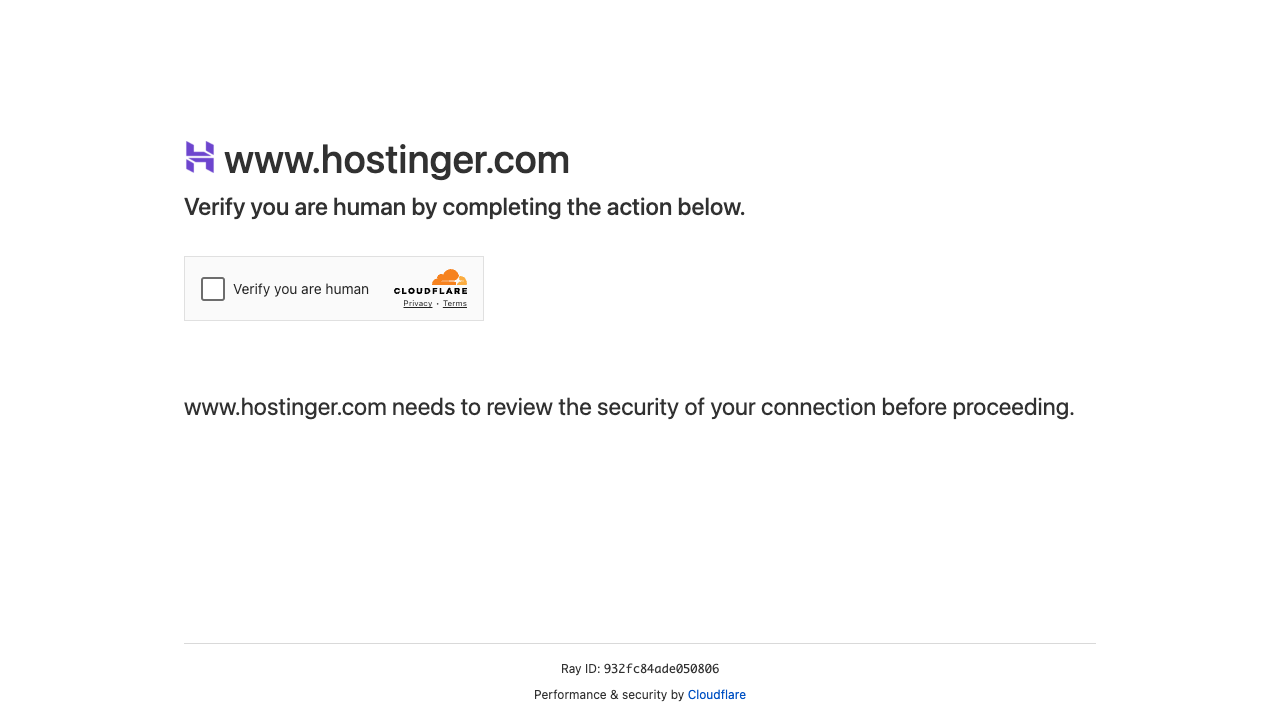 www.hostinger.com
Verify you are human by completing the action below.
Verify you are human
CLOUDFLARE
Privacy • Terms
www.hostinger.com needs to review the security of your connection before proceeding.
Ray ID: 932fc84ade050806
Performance & security by Cloudflare